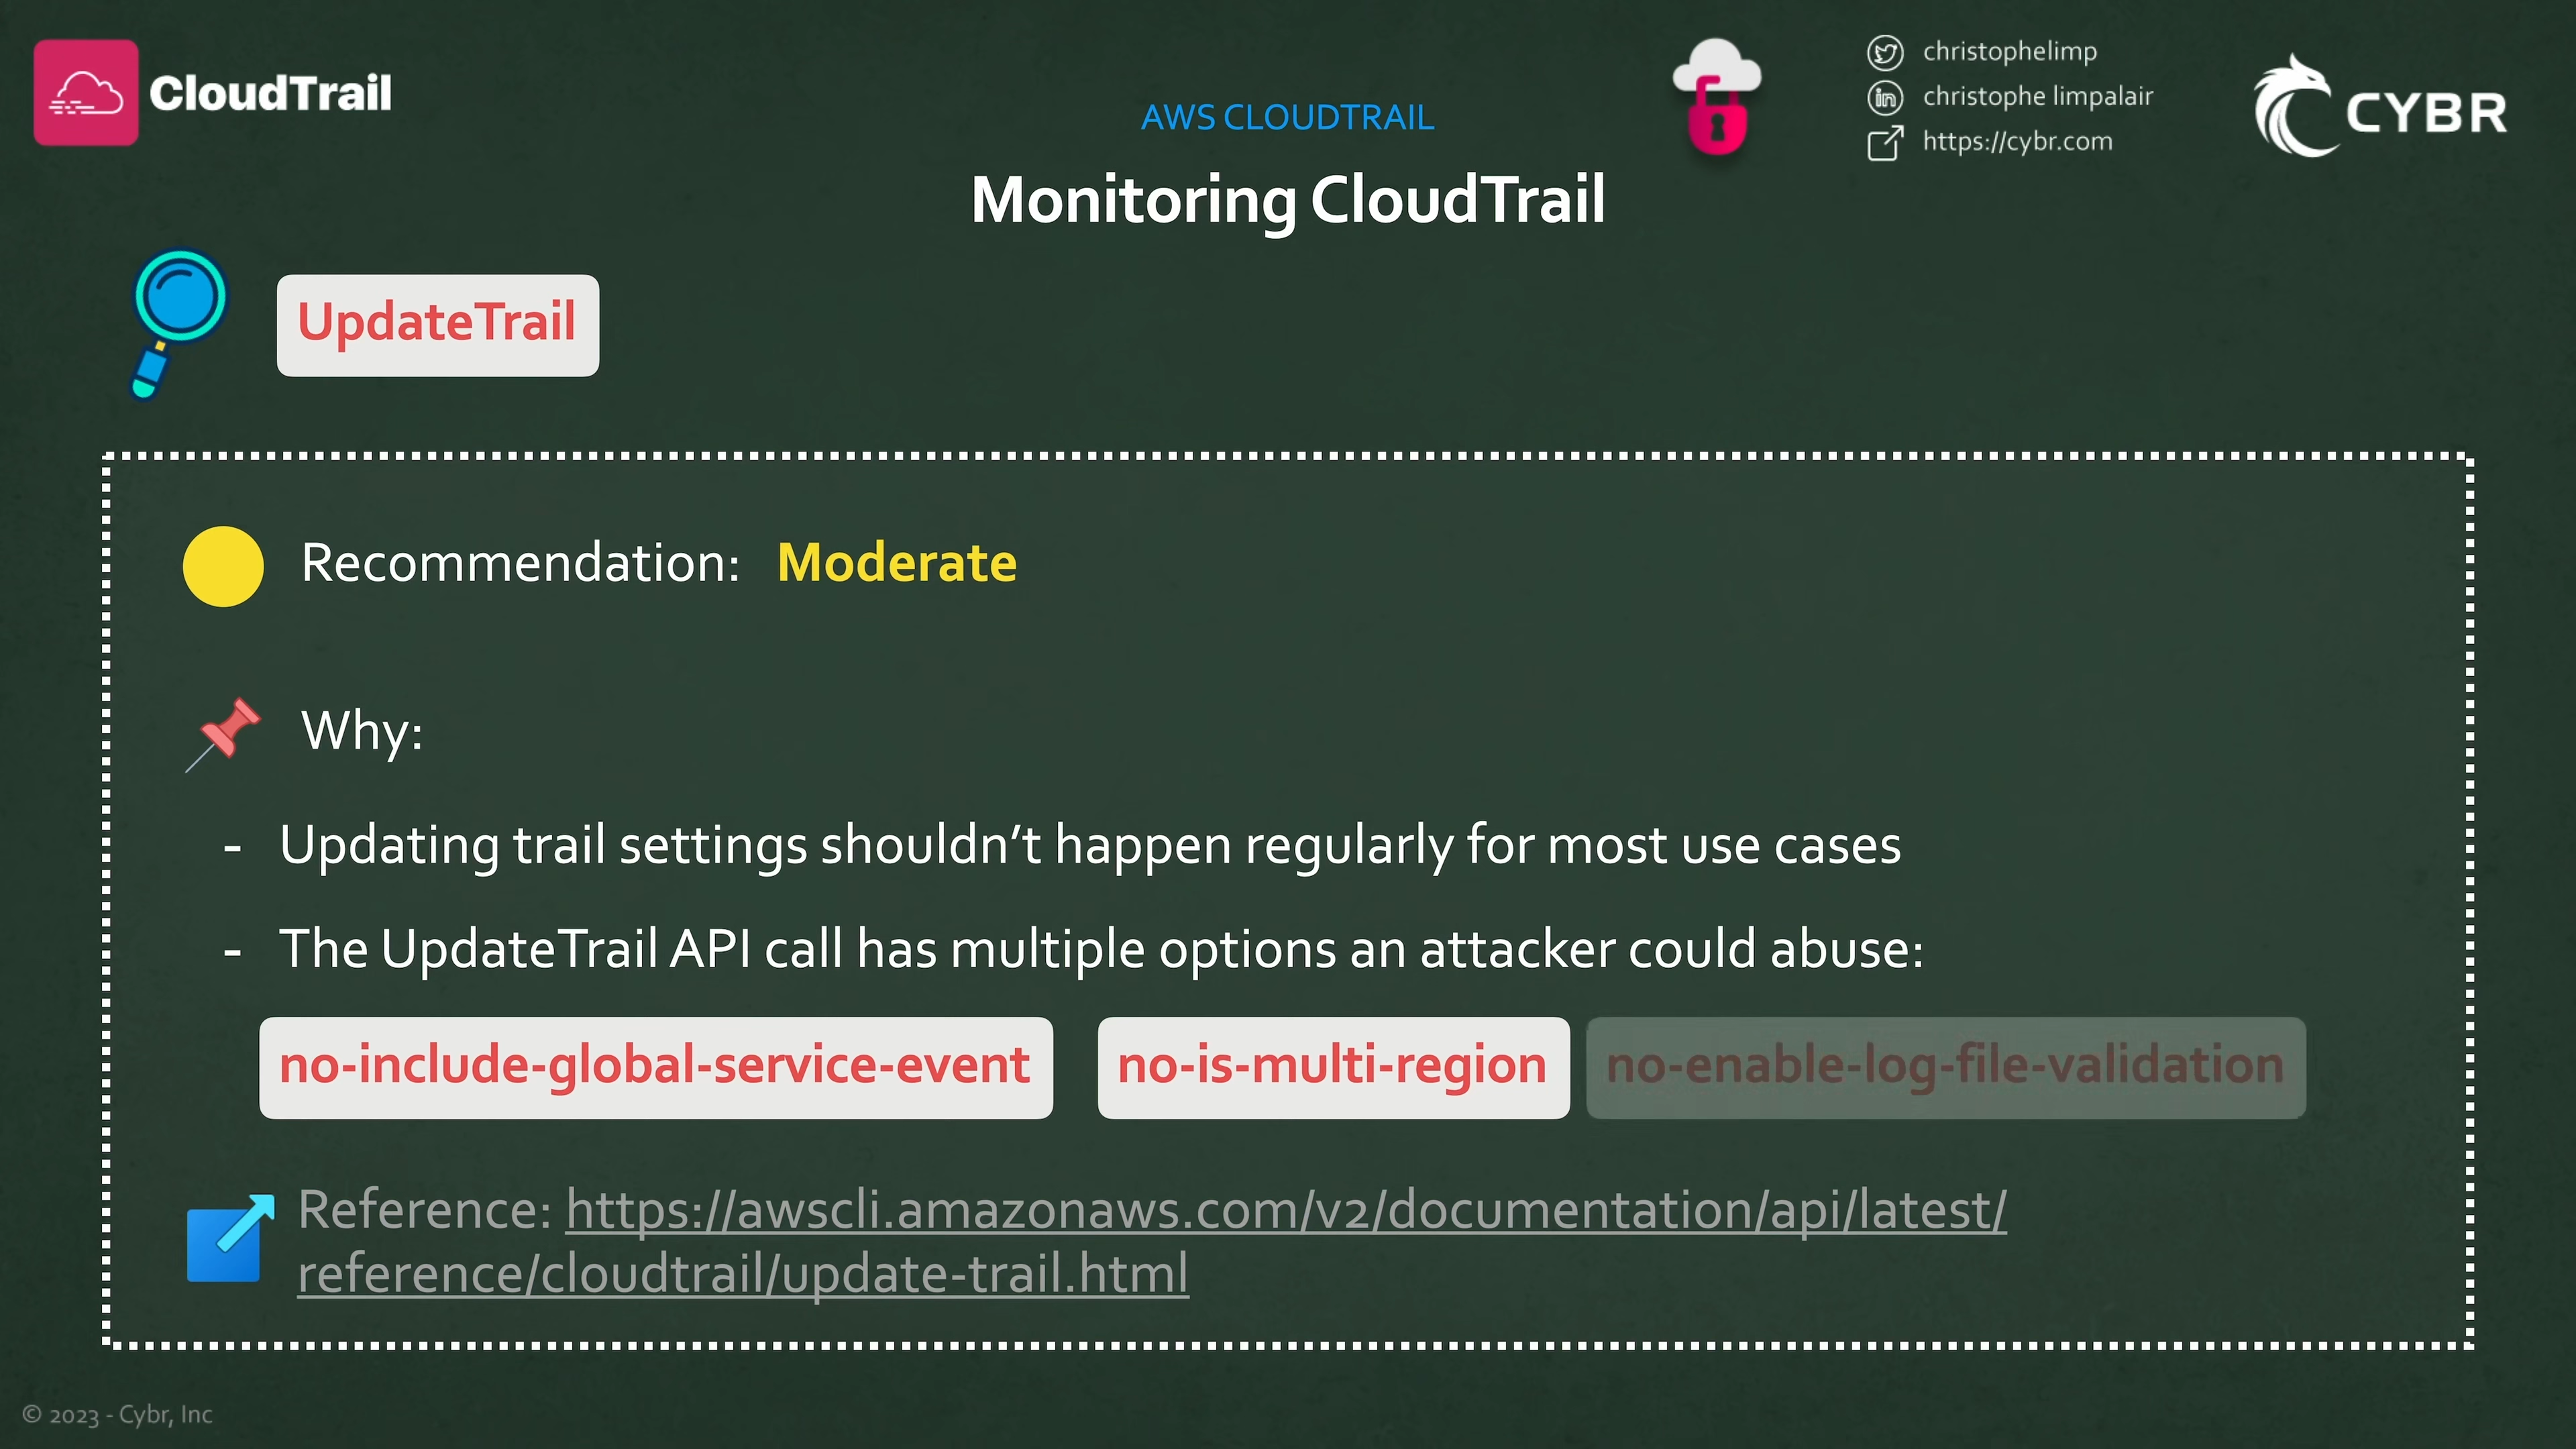 CloudTrail
AWS CLOUDTRAIL
Monitoring CloudTrail
christophelimp
christophe limpalair
https://cybr.com
CYBR
UpdateTrail
Recommendation: Moderate
Why:
- Updating trail settings shouldn’t happen regularly for most use cases
- The UpdateTrail API call has multiple options an attacker could abuse:
no-include-global-service-event no-is-multi-region no-enable-log-file-validation
Reference: https://awscli.amazonaws.com/v2/documentation/api/latest/
reference/cloudtrail/update-trail.html
© 2023 - Cybr, Inc